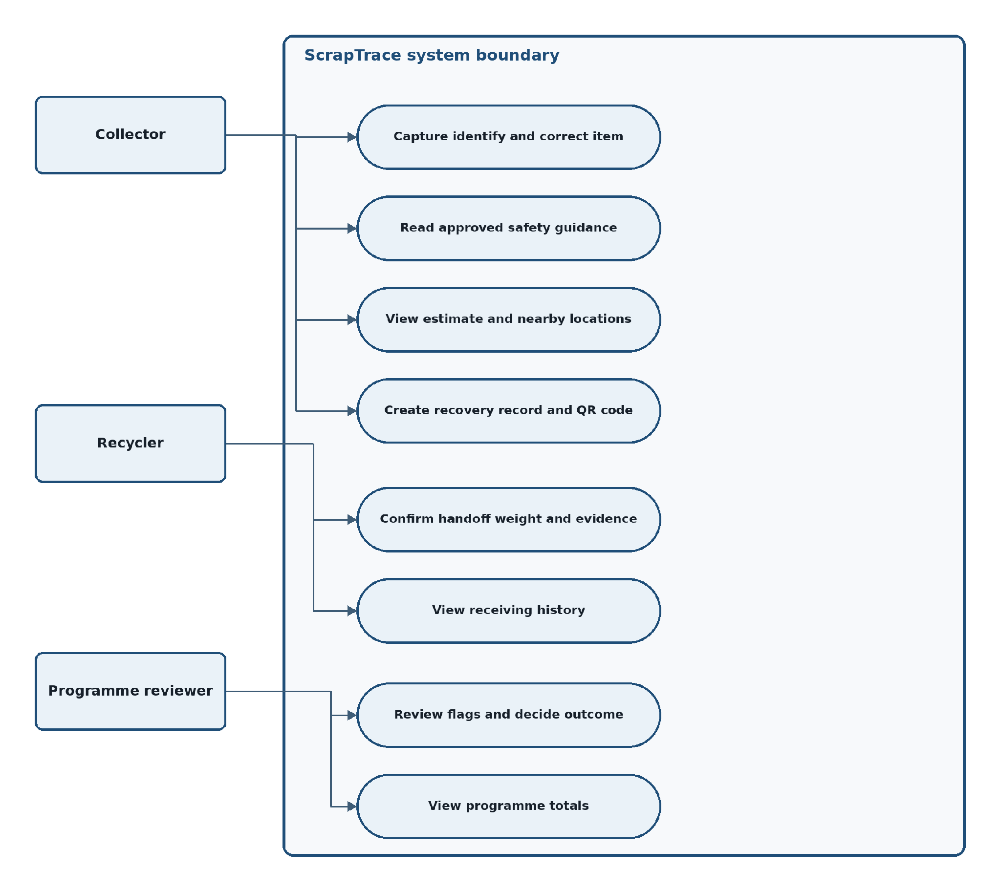 ScrapTrace system boundary
Collector
Capture identify and correct item
Read approved safety guidance
View estimate and nearby locations
Create recovery record and QR code
Recycler
Confirm handoff weight and evidence
View receiving history
Programme reviewer
Review flags and decide outcome
View programme totals